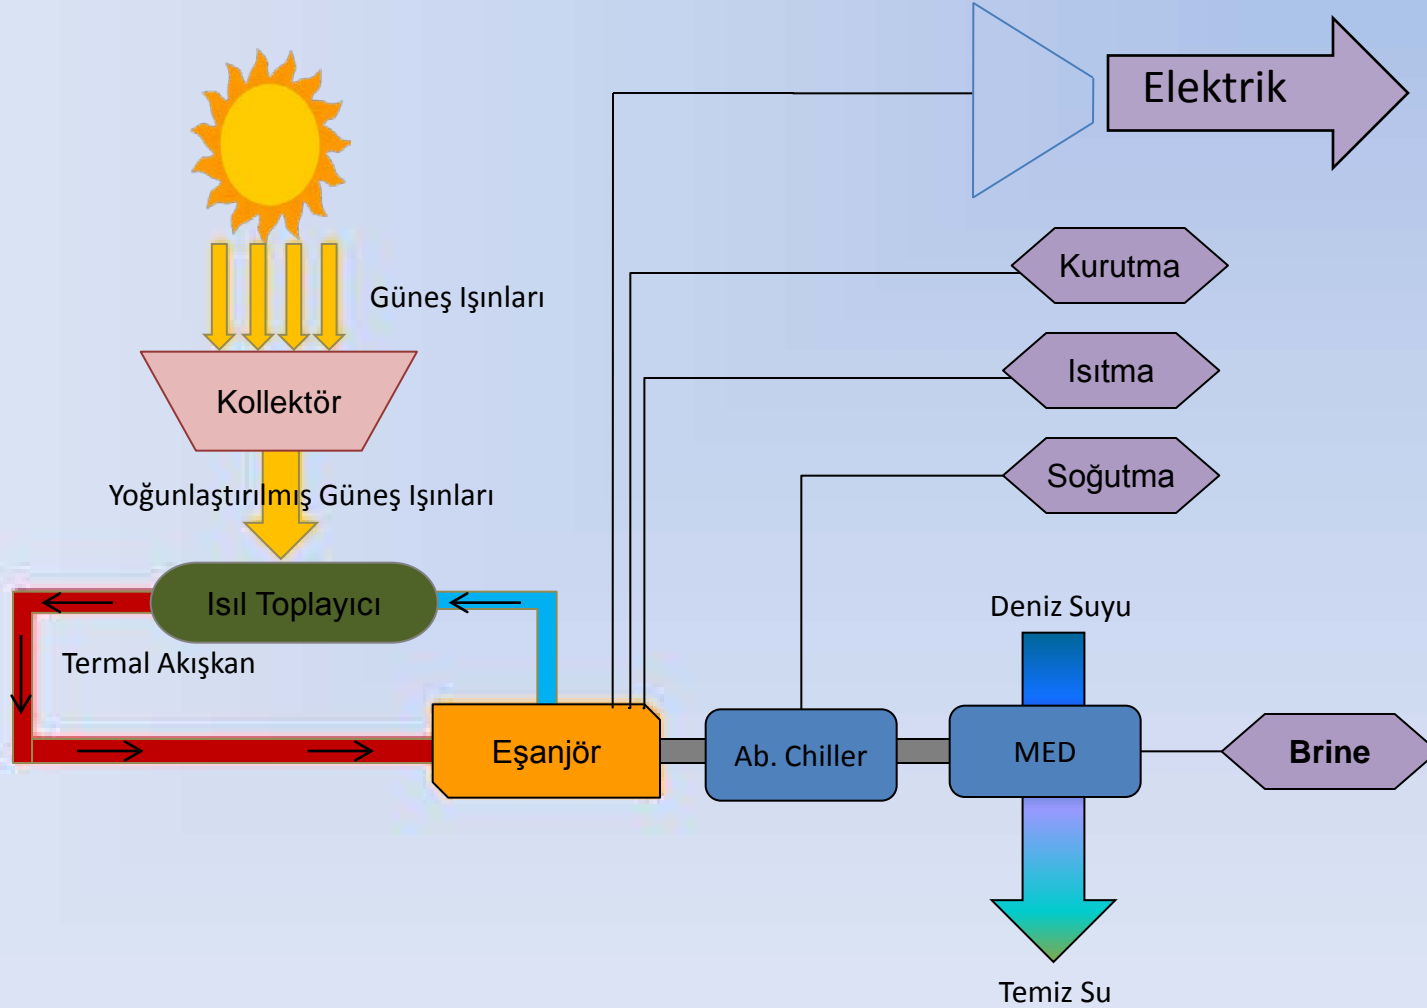 Elektrik
Güneş Işınları
Kurutma
Kollektör
Isıtma
Soğutma
Yoğunlaştırılmış Güneş Işınları
Isıl Toplayıcı
Deniz Suyu
Termal Akışkan
Eşanjör
Ab. Chiller
MED
Brine
Temiz Su